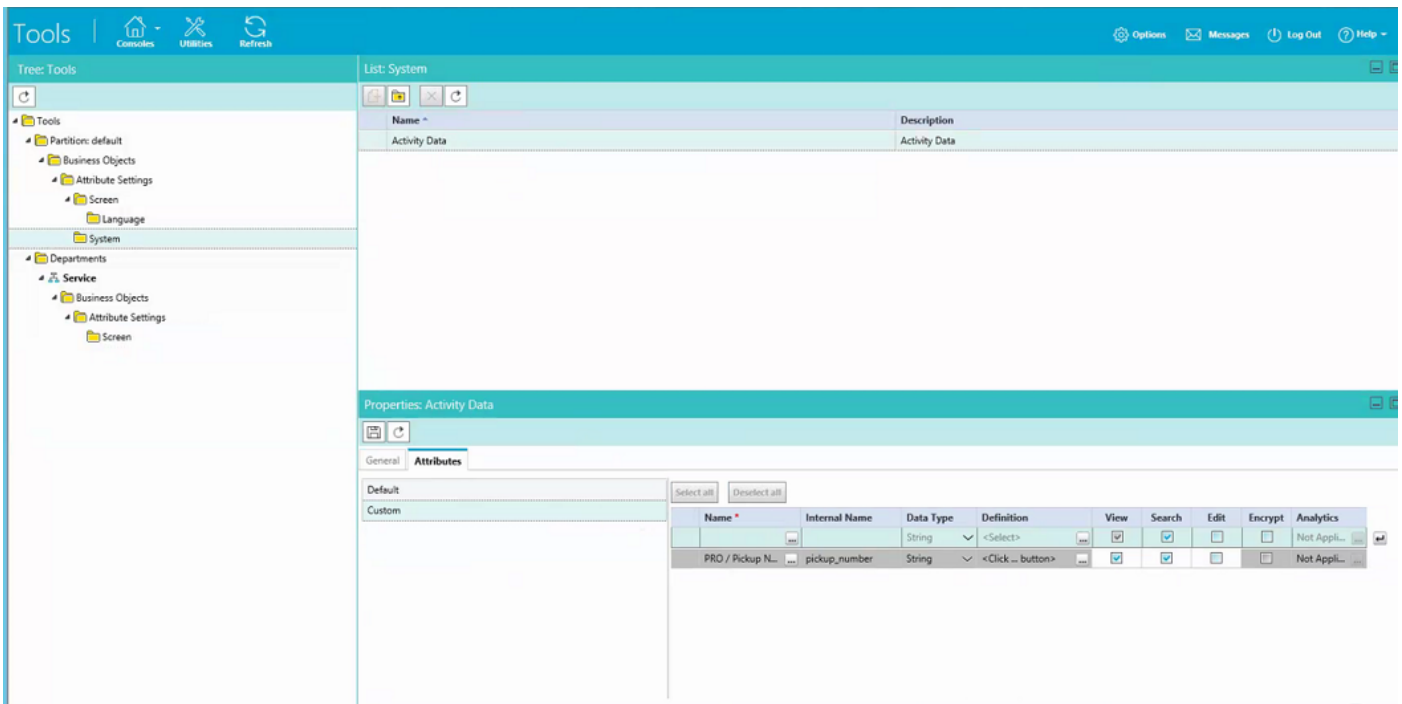 Tools Consoles Utilities Refresh Options Messages Log Out Help
Tree: Tools
List: System
Tools
Partition: default
Business Objects
Attribute Settings
Screen
Language
System
Departments
Service
Business Objects
Attribute Settings
Screen
Name Description
Activity Data Activity Data
Properties: Activity Data
General Attributes
Default
Custom
Select all Deselect all
Name * Internal Name Data Type Definition View Search Edit Encrypt Analytics
... String <Select> ... Not Appli... ...
PRO / Pickup N... ... pickup_number String <Click ... button> ... Not Appli... ...